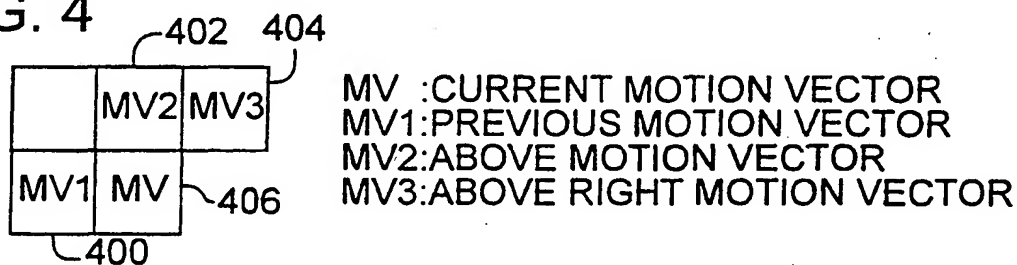 G. 4
402 404
MV2 MV3
MV1 MV 406
400
MV :CURRENT MOTION VECTOR
MV1:PREVIOUS MOTION VECTOR
MV2:ABOVE MOTION VECTOR
MV3:ABOVE RIGHT MOTION VECTOR